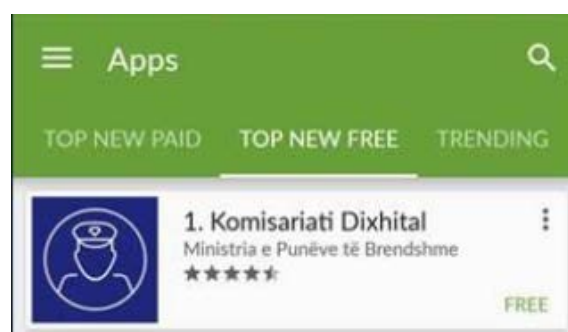 Apps
TOP NEW PAID TOP NEW FREE TRENDING
1. Komisariati Dixhital
Ministria e Punëve të Brendshme
FREE